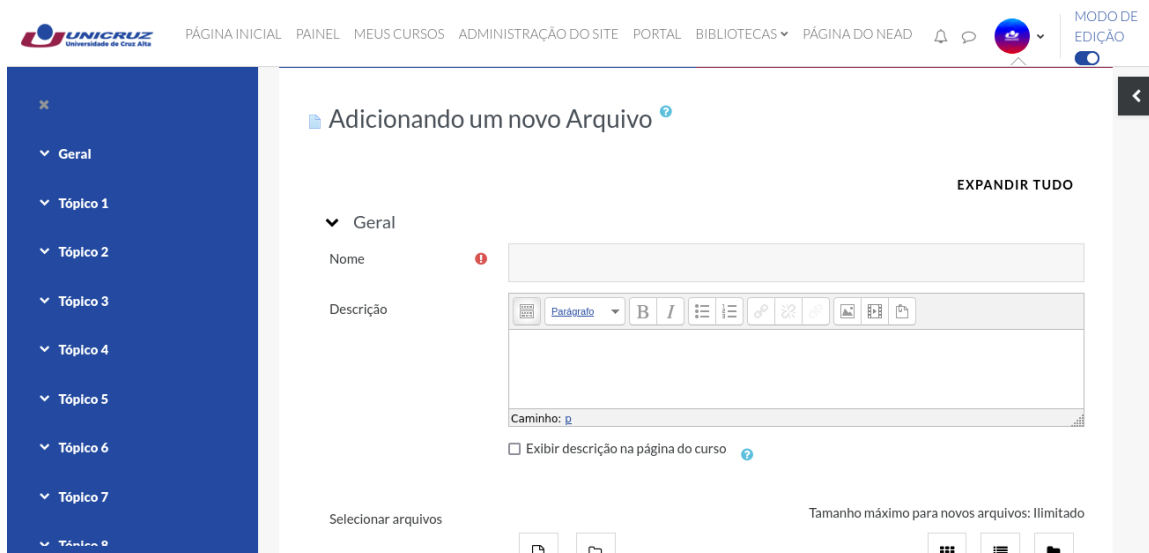 UNICRUZ
Universidade de Cruz Alta
PÁGINA INICIAL PAINEL MEUS CURSOS ADMINISTRAÇÃO DO SITE PORTAL BIBLIOTECAS PÁGINA DO NEAD
MODO DE
EDIÇÃO
Geral
Tópico 1
Tópico 2
Tópico 3
Tópico 4
Tópico 5
Tópico 6
Tópico 7
Tópico 8
Adicionando um novo Arquivo
EXPANDIR TUDO
Geral
Nome
Descrição
Parágrafo B I
Caminho: p
Exibir descrição na página do curso
Selecionar arquivos
Tamanho máximo para novos arquivos: Ilimitado